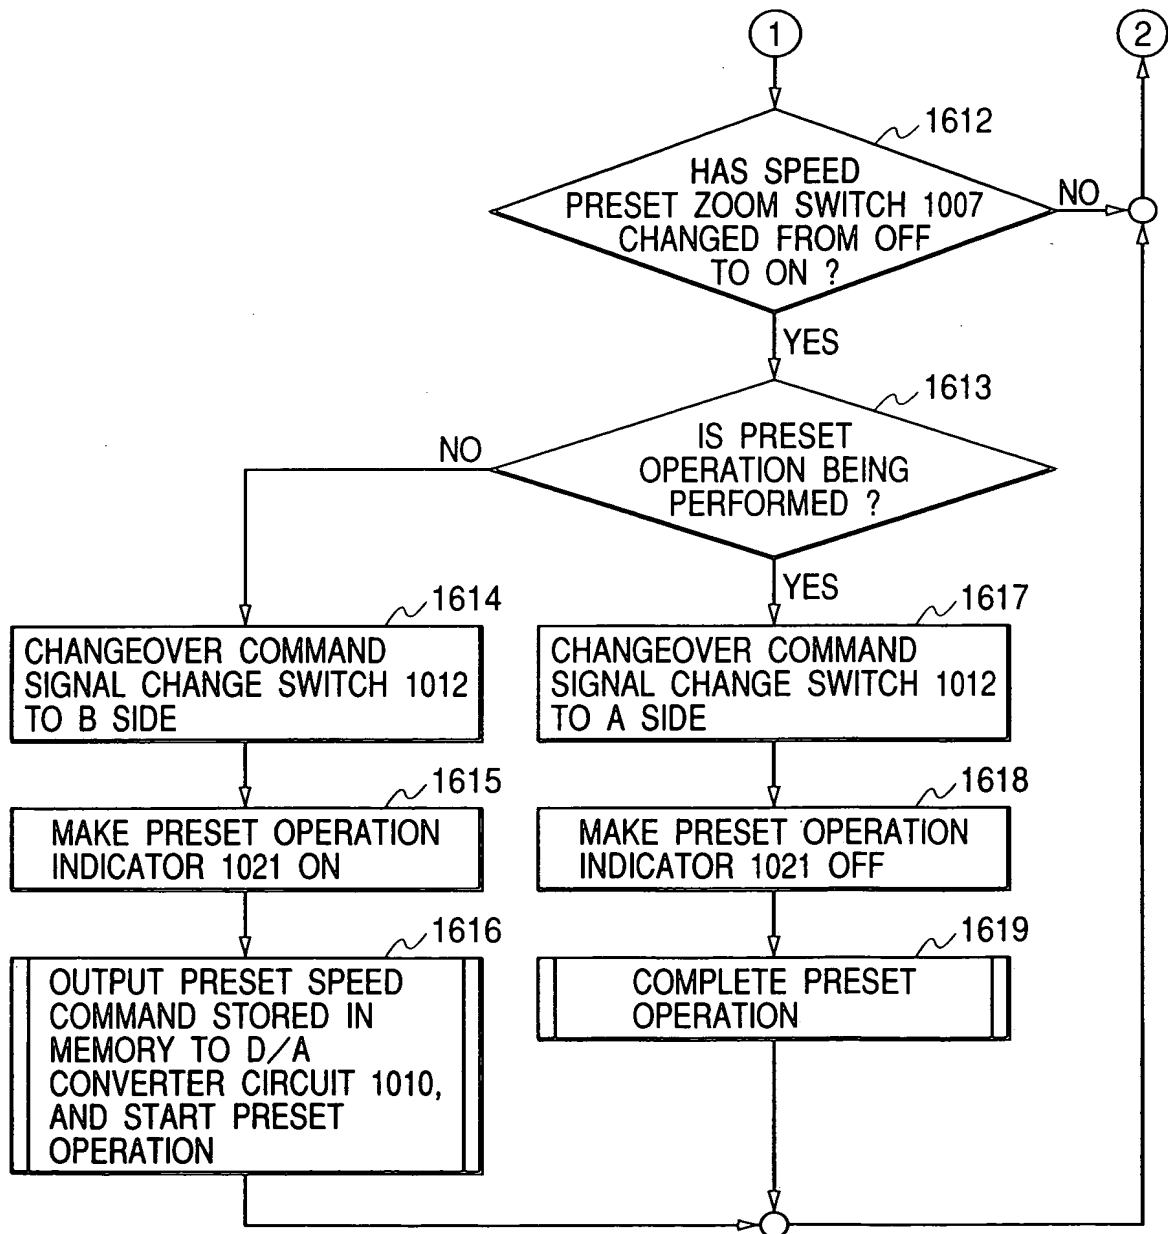 1
2
1612
HAS SPEED
PRESET ZOOM SWITCH 1007
CHANGED FROM OFF
TO ON ?
NO
YES
1613
IS PRESET
OPERATION BEING
PERFORMED ?
NO
YES
1614
CHANGEOVER COMMAND
SIGNAL CHANGE SWITCH 1012
TO B SIDE
1617
CHANGEOVER COMMAND
SIGNAL CHANGE SWITCH 1012
TO A SIDE
1615
MAKE PRESET OPERATION
INDICATOR 1021 ON
1618
MAKE PRESET OPERATION
INDICATOR 1021 OFF
1616
OUTPUT PRESET SPEED
COMMAND STORED IN
MEMORY TO D/A
CONVERTER CIRCUIT 1010,
AND START PRESET
OPERATION
1619
COMPLETE PRESET
OPERATION